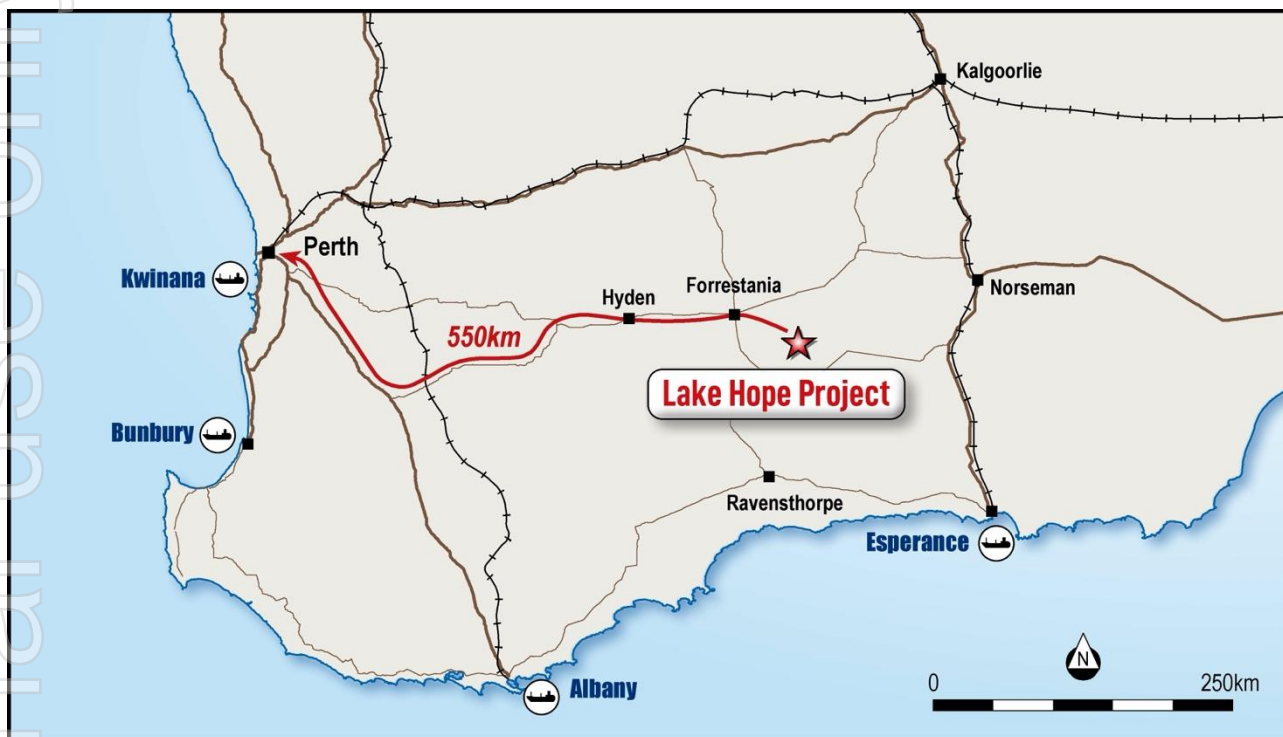 Kalgoorlie
Perth
Kwinana
Forrestania
Norseman
Hyden
550km
Lake Hope Project
Bunbury
Ravensthorpe
Esperance
Albany
N
0 250km